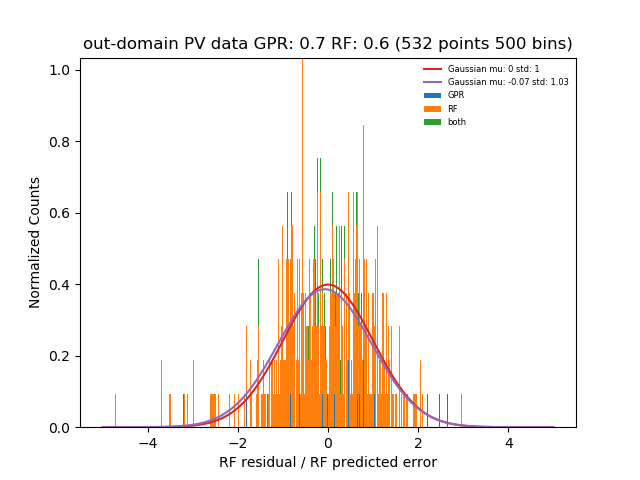 out-domain PV data GPR: 0.7 RF: 0.6 (532 points 500 bins)
Gaussian mu: 0 std: 1
Gaussian mu: -0.07 std: 1.03
GPR
RF
both
Normalized Counts
1.0
0.8
0.6
0.4
0.2
0.0
−4 −2 0 2 4
RF residual / RF predicted error